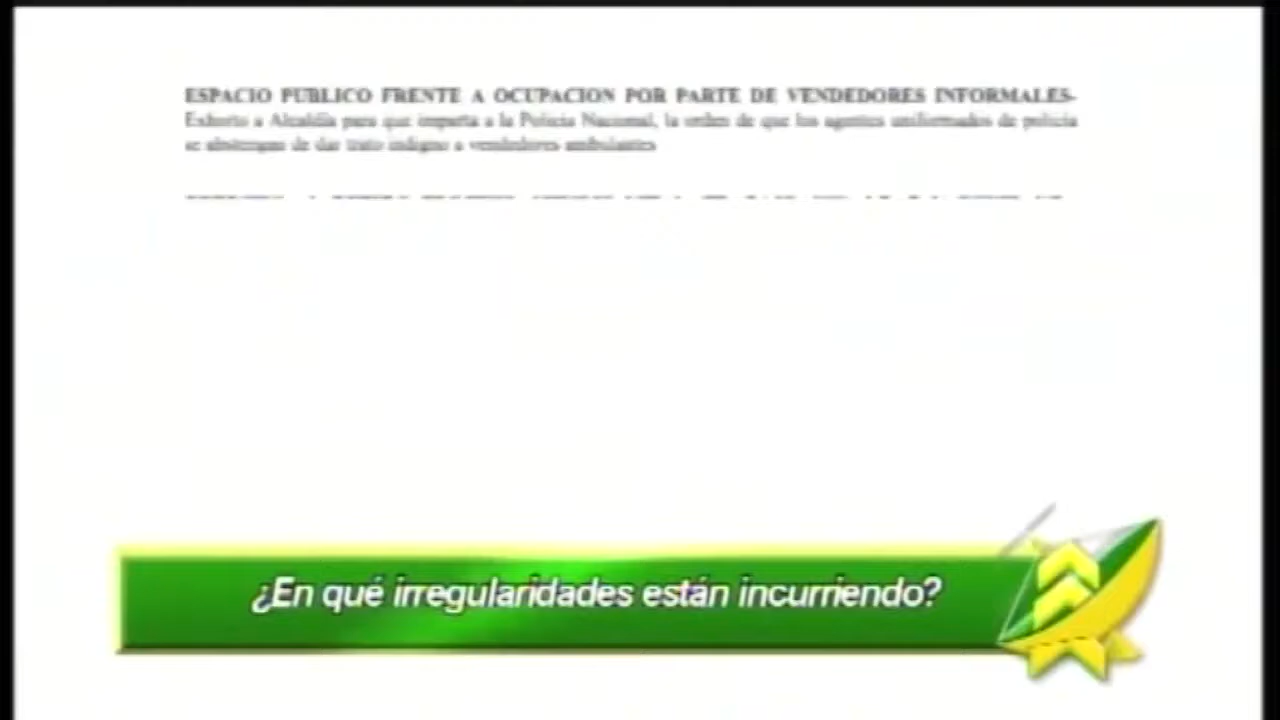 ESPACIO PUBLICO FRENTE A OCUPACION POR PARTE DE VENDEDORES INFORMALES-
Exhorto a Alcaldía para que imparta a la Policía Nacional, la orden de que los agentes uniformados de policía
se abstengan de dar trato indigno a vendedores ambulantes
¿En qué irregularidades están incurriendo?